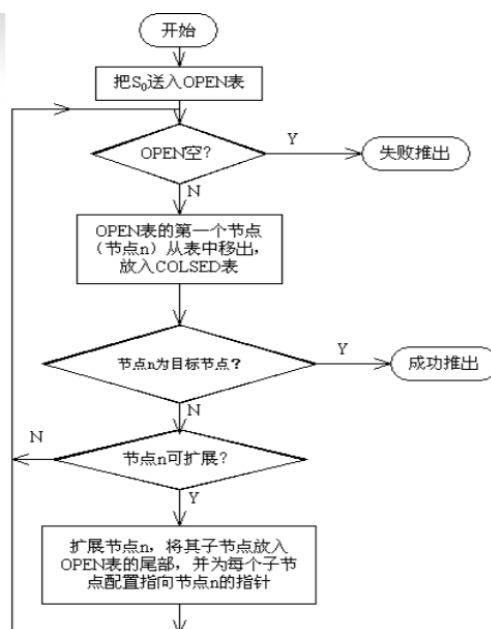 开始
把S₀送入OPEN表
OPEN空?
Y
失败推出
N
OPEN表的第一个节点
（节点n）从表中移出，
放入COLSED表
节点n为目标节点？
Y
成功推出
N
N
节点n可扩展？
Y
扩展节点n，将其子节点放入
OPEN表的尾部，并为每个子节
点配置指向节点n的指针